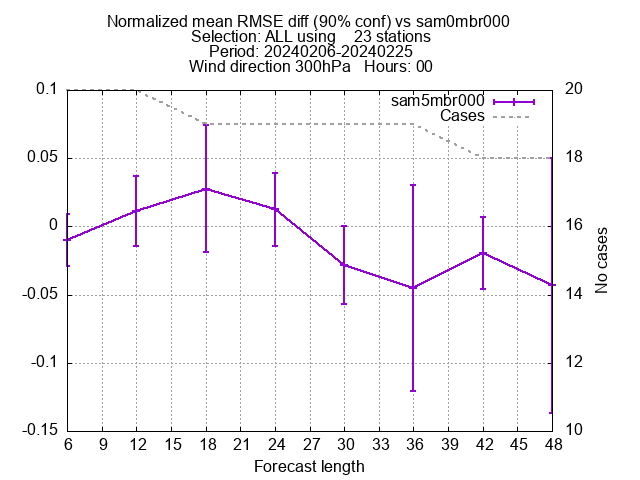 Normalized mean RMSE diff (90% conf) vs sam0mbr000
Selection: ALL using    23 stations
Period: 20240206-20240225
Wind direction 300hPa   Hours: 00
sam5mbr000
Cases
0.1
0.05
0
-0.05
-0.1
-0.15
20
18
16
14
12
10
No cases
6 9 12 15 18 21 24 27 30 33 36 39 42 45 48
Forecast length